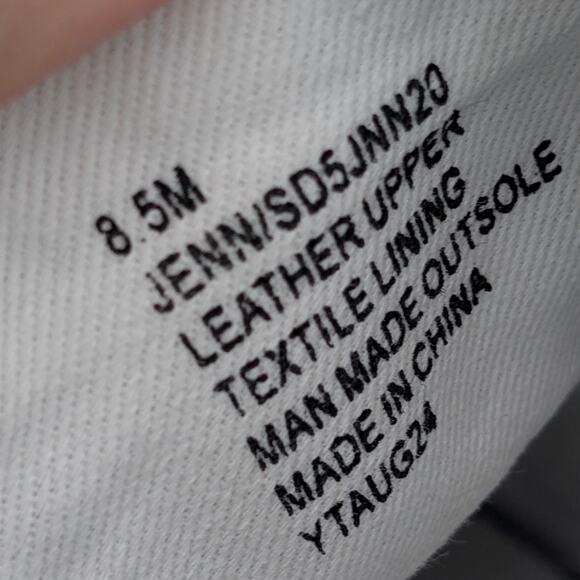 8.5M
JENN/SD5JNN20
LEATHER UPPER
TEXTILE LINING
MAN MADE OUTSOLE
MADE IN CHINA
YTAUG24